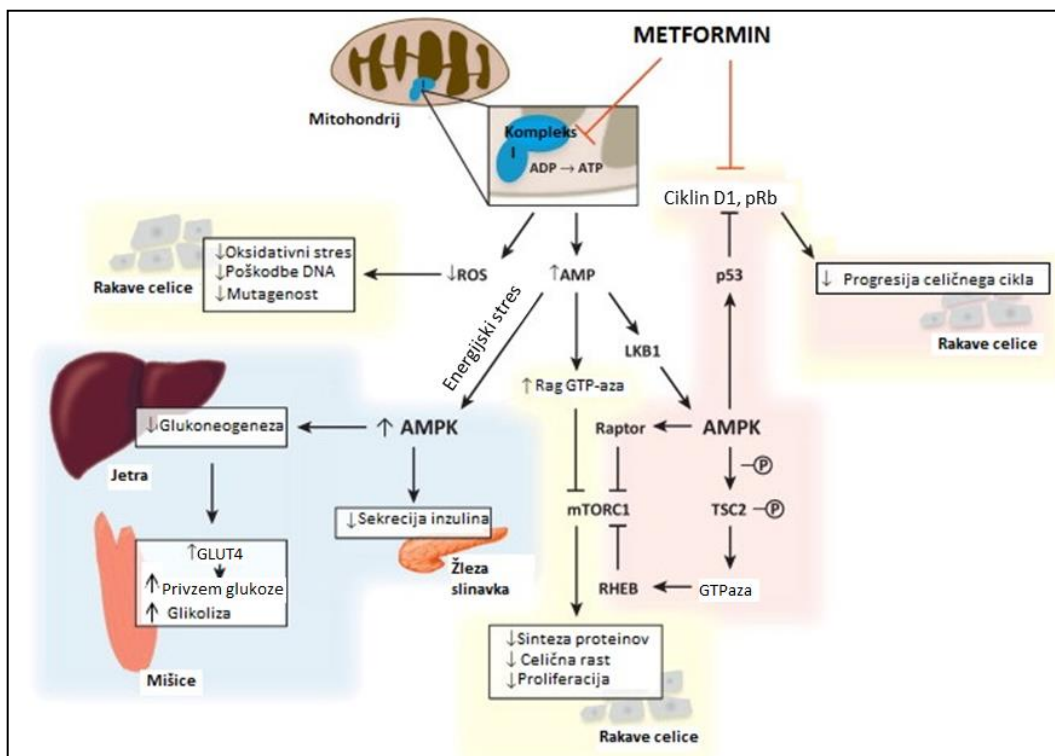 METFORMIN
Mitohondrij
Kompleks
I
ADP → ATP
Ciklin D1, pRb
↓Oksidativni stres
↓Poškodbe DNA
↓Mutagenost
Rakave celice
↓ROS
↑AMP
p53
↓ Progresija celičnega cikla
Rakave celice
Energijski stres
LKB1
↑ Rag GTP-aza
↓Glukoneogeneza
↑ AMPK
Raptor
AMPK
Jetra
P
↓Sekrecija inzulina
mTORC1
TSC2
P
Žleza
slinavka
↑GLUT4
↑ Privzem glukoze
↑ Glikoliza
RHEB
GTPaza
Mišice
↓Sinteza proteinov
↓ Celična rast
↓Proliferacija
Rakave celice